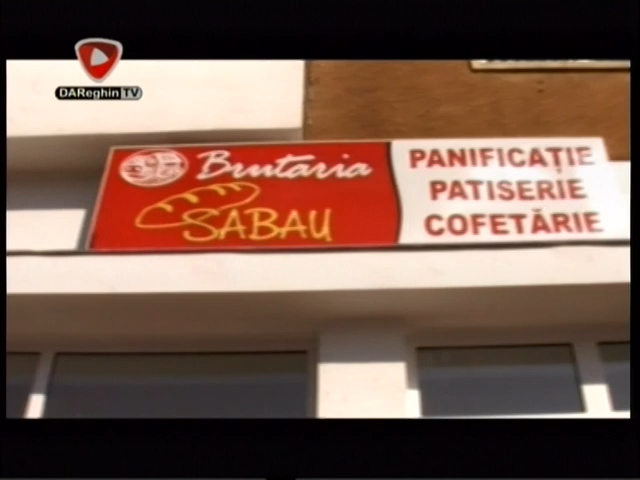 DAReghin TV
Brutaria
SABAU
PANIFICAȚIE
PATISERIE
COFETĂRIE